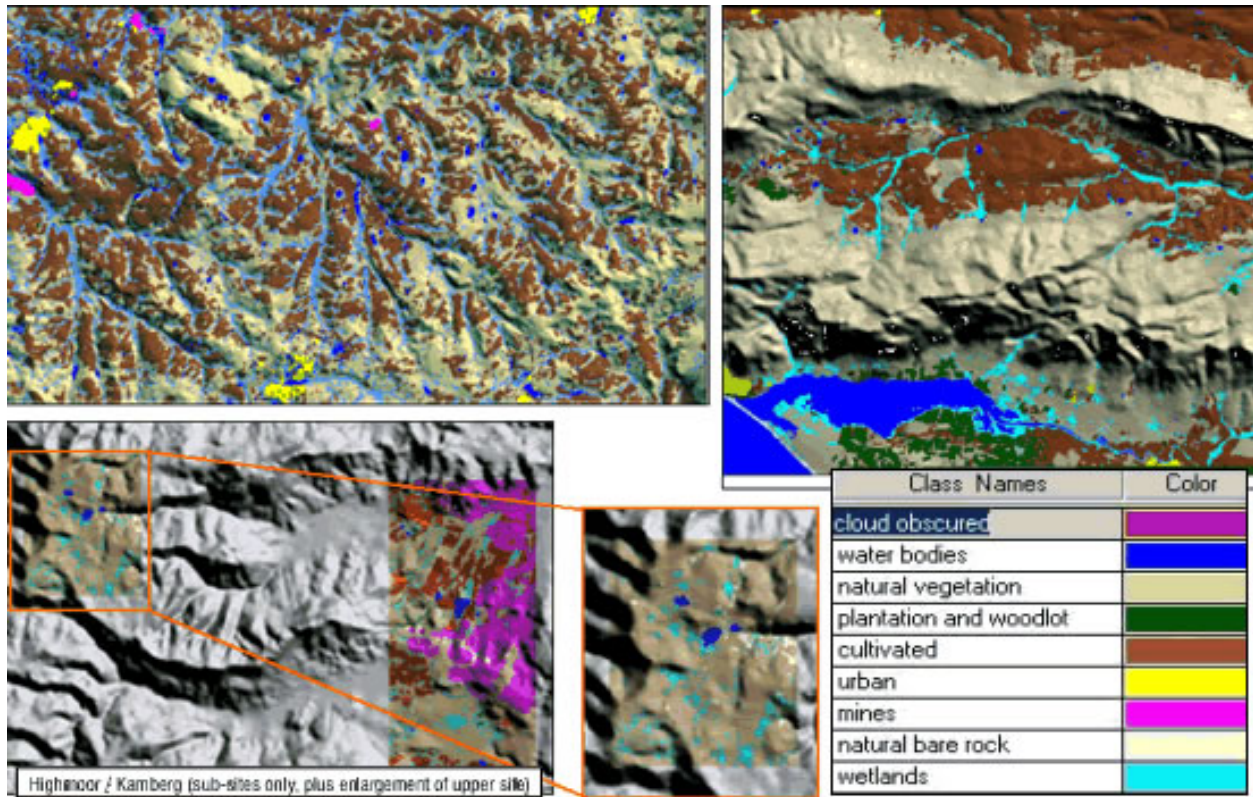 Highmoor / Kamberg (sub-sites only, plus enlargement of upper site)
Class Names Color
cloud obscured
water bodies
natural vegetation
plantation and woodlot
cultivated
urban
mines
natural bare rock
wetlands